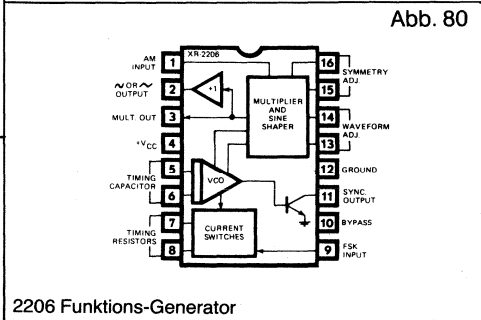 Abb. 80
XR-2206
AM
INPUT
1
∿ OR ∿
OUTPUT
2
MULT. OUT
3
+VCC
4
TIMING
CAPACITOR
5
6
TIMING
RESISTORS
7
8
+1
MULTIPLIER
AND
SINE
SHAPER
VCO
CURRENT
SWITCHES
16
SYMMETRY
ADJ.
15
14
WAVEFORM
ADJ.
13
12
GROUND
11
SYNC.
OUTPUT
10
BYPASS
9
FSK
INPUT
2206 Funktions-Generator